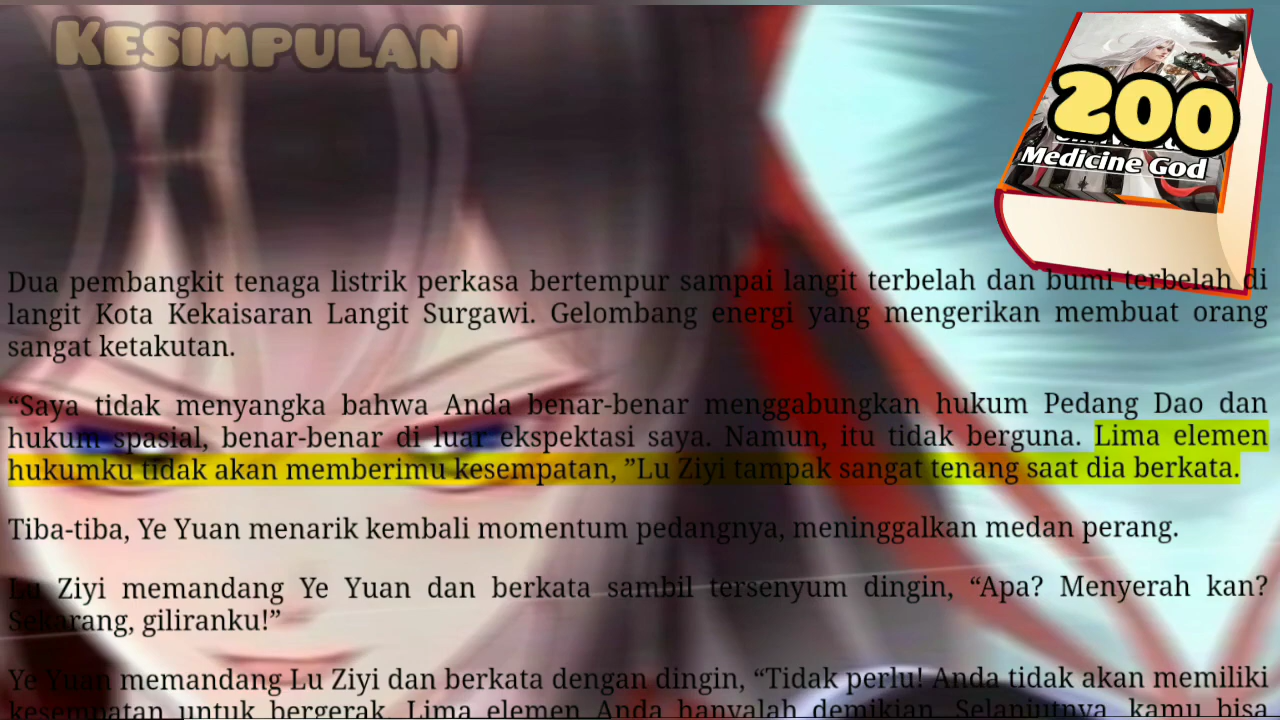 KESIMPULAN
200
Medicine God
Dua pembangkit tenaga listrik perkasa bertempur sampai langit terbelah dan bumi terbelah di
langit Kota Kekaisaran Langit Surgawi. Gelombang energi yang mengerikan membuat orang
sangat ketakutan.
“Saya tidak menyangka bahwa Anda benar-benar menggabungkan hukum Pedang Dao dan
hukum spasial, benar-benar di luar ekspektasi saya. Namun, itu tidak berguna. Lima elemen
hukumku tidak akan memberimu kesempatan, ”Lu Ziyi tampak sangat tenang saat dia berkata.
Tiba-tiba, Ye Yuan menarik kembali momentum pedangnya, meninggalkan medan perang.
Lu Ziyi memandang Ye Yuan dan berkata sambil tersenyum dingin, “Apa? Menyerah kan?
Sekarang, giliranku!”
Ye Yuan memandang Lu Ziyi dan berkata dengan dingin, “Tidak perlu! Anda tidak akan memiliki
kesempatan untuk bergerak. Lima elemen Anda hanyalah demikian. Selanjutnya, kamu bisa